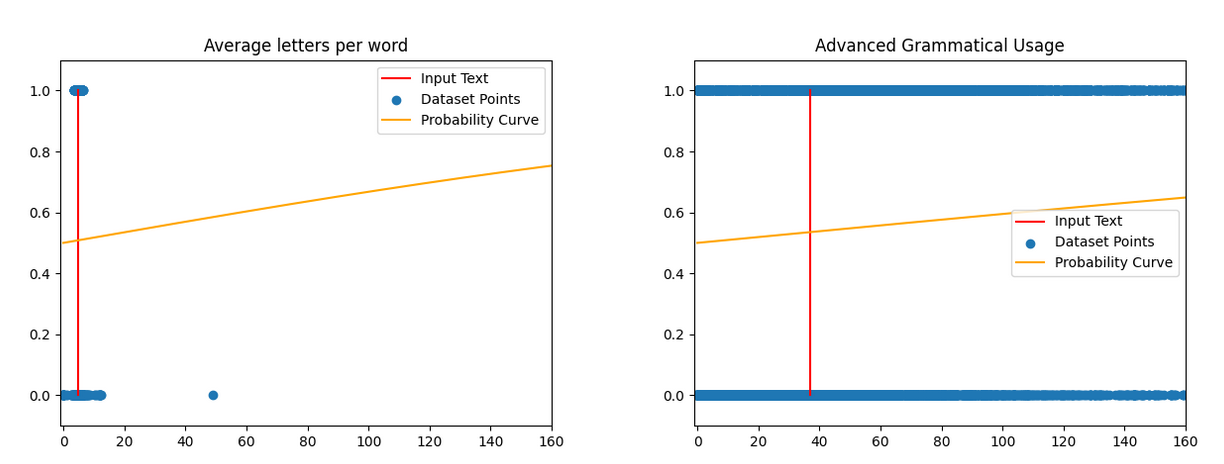 Average letters per word
Input Text
Dataset Points
Probability Curve
1.0
0.8
0.6
0.4
0.2
0.0
0 20 40 60 80 100 120 140 160
Advanced Grammatical Usage
1.0
0.8
0.6
0.4
0.2
0.0
Input Text
Dataset Points
Probability Curve
0 20 40 60 80 100 120 140 160